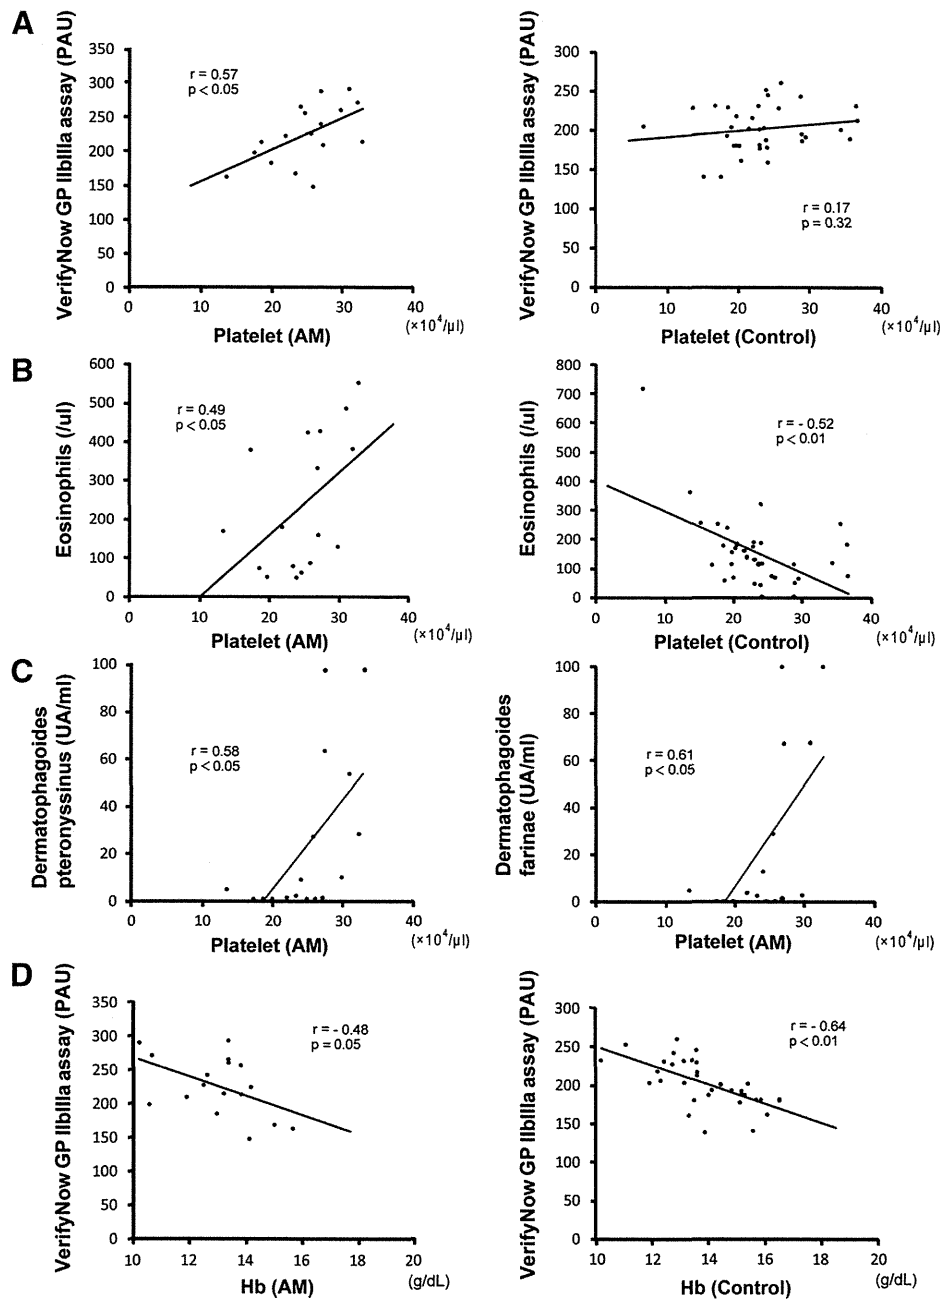 A
VerifyNow GP IIbIIIa assay (PAU)
350
300
250
200
150
100
50
0
0 10 20 30 40
r = 0.57
p < 0.05
Platelet (AM)
(×10⁴/µl)
VerifyNow GP IIbIIIa assay (PAU)
300
250
200
150
100
50
0
0 10 20 30 40
r = 0.17
p = 0.32
Platelet (Control)
(×10⁴/µl)
B
Eosinophils (/ul)
600
500
400
300
200
100
0
0 10 20 30 40
r = 0.49
p < 0.05
Platelet (AM)
(×10⁴/µl)
Eosinophils (/ul)
800
700
600
500
400
300
200
100
0
0 10 20 30 40
r = - 0.52
p < 0.01
Platelet (Control)
(×10⁴/µl)
C
Dermatophagoides
pteronyssinus (UA/ml)
100
80
60
40
20
0
0 10 20 30 40
r = 0.58
p < 0.05
Platelet (AM)
(×10⁴/µl)
Dermatophagoides
farinae (UA/ml)
100
80
60
40
20
0
0 10 20 30 40
r = 0.61
p < 0.05
Platelet (AM)
(×10⁴/µl)
D
VerifyNow GP IIbIIIa assay (PAU)
350
300
250
200
150
100
50
0
10 12 14 16 18 20
r = - 0.48
p = 0.05
Hb (AM)
(g/dL)
VerifyNow GP IIbIIIa assay (PAU)
300
250
200
150
100
50
0
10 12 14 16 18 20
r = - 0.64
p < 0.01
Hb (Control)
(g/dL)